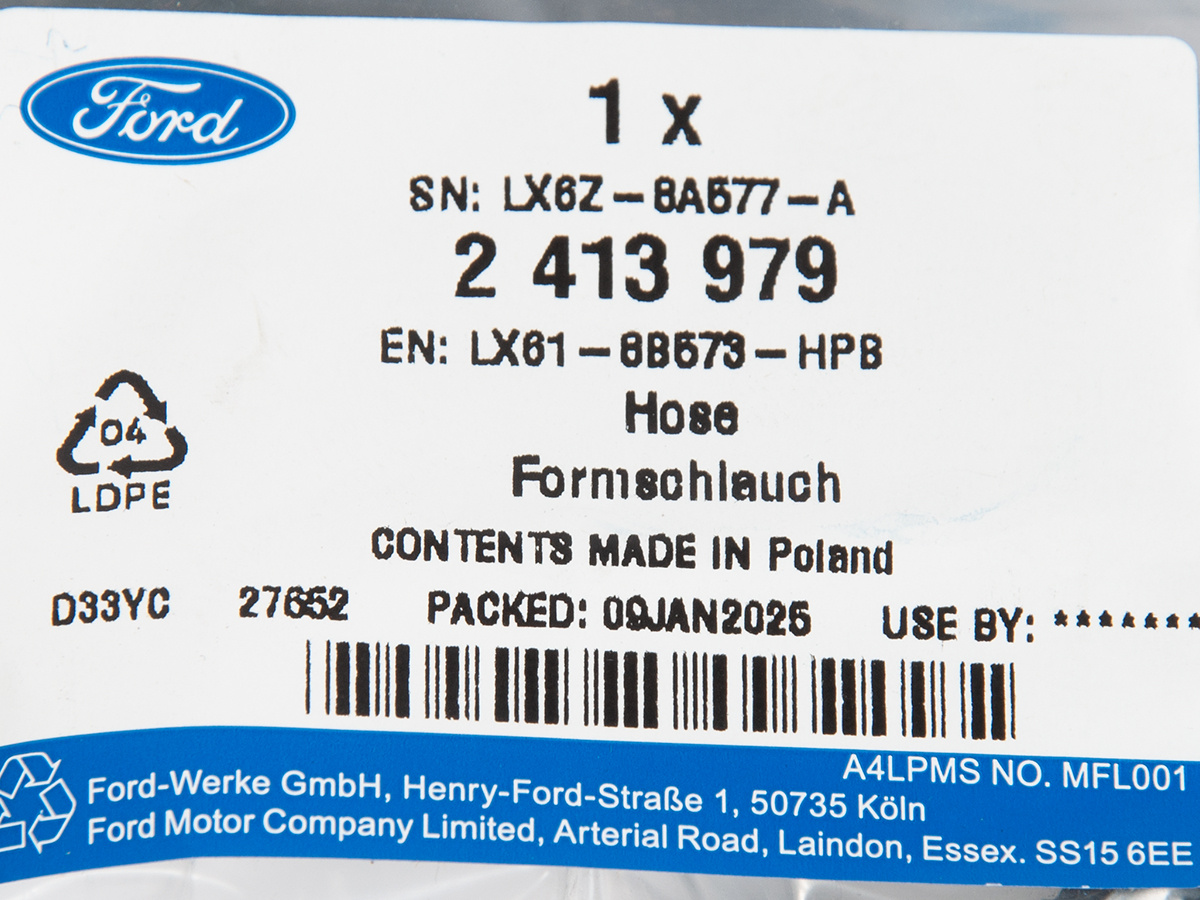 Ford
1 x
SN: LX6Z-8A577-A
2 413 979
EN: LX61-8B573-HPB
Hose
Formschlauch
04
LDPE
CONTENTS MADE IN Poland
D33YC 27652 PACKED: 09JAN2025 USE BY: *******
A4LPMS NO. MFL001
Ford-Werke GmbH, Henry-Ford-Straße 1, 50735 Köln
Ford Motor Company Limited, Arterial Road, Laindon, Essex. SS15 6EE